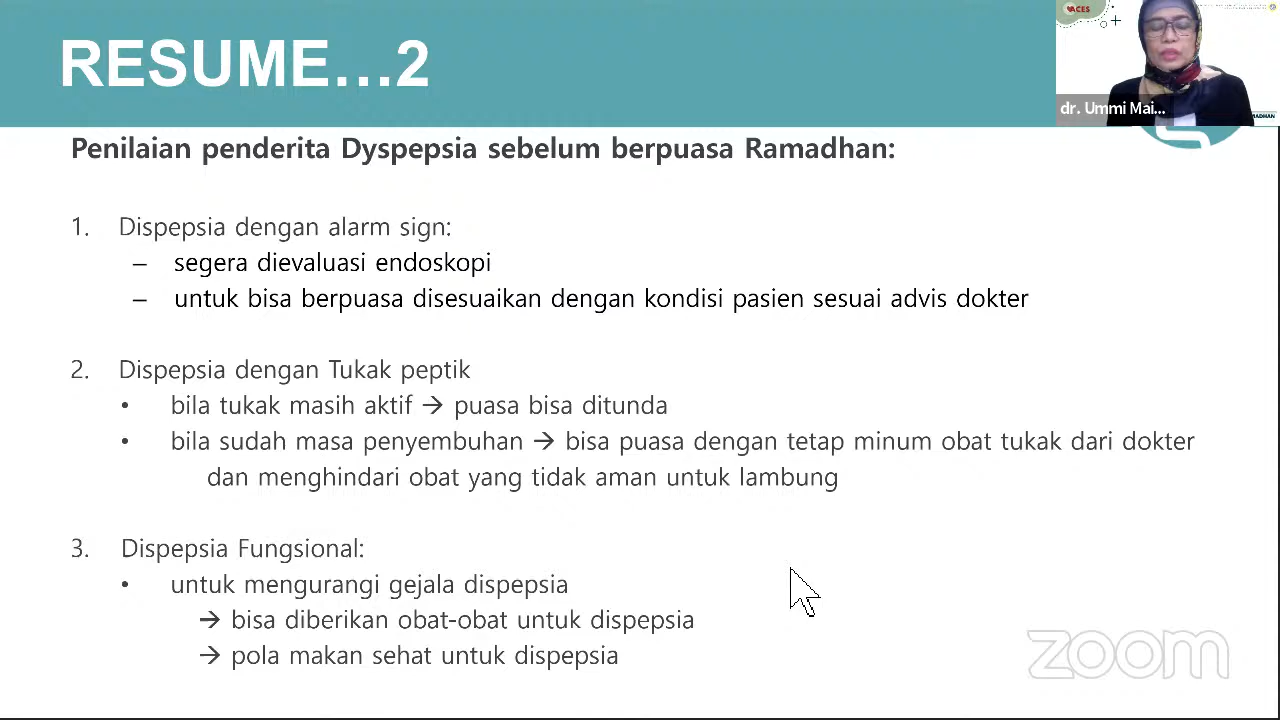 RESUME...2
ACES
dr. Ummi Mai...
ADHAN
Penilaian penderita Dyspepsia sebelum berpuasa Ramadhan:
1. Dispepsia dengan alarm sign:
– segera dievaluasi endoskopi
– untuk bisa berpuasa disesuaikan dengan kondisi pasien sesuai advis dokter
2. Dispepsia dengan Tukak peptik
• bila tukak masih aktif → puasa bisa ditunda
• bila sudah masa penyembuhan → bisa puasa dengan tetap minum obat tukak dari dokter
dan menghindari obat yang tidak aman untuk lambung
3. Dispepsia Fungsional:
• untuk mengurangi gejala dispepsia
→ bisa diberikan obat-obat untuk dispepsia
→ pola makan sehat untuk dispepsia
zoom